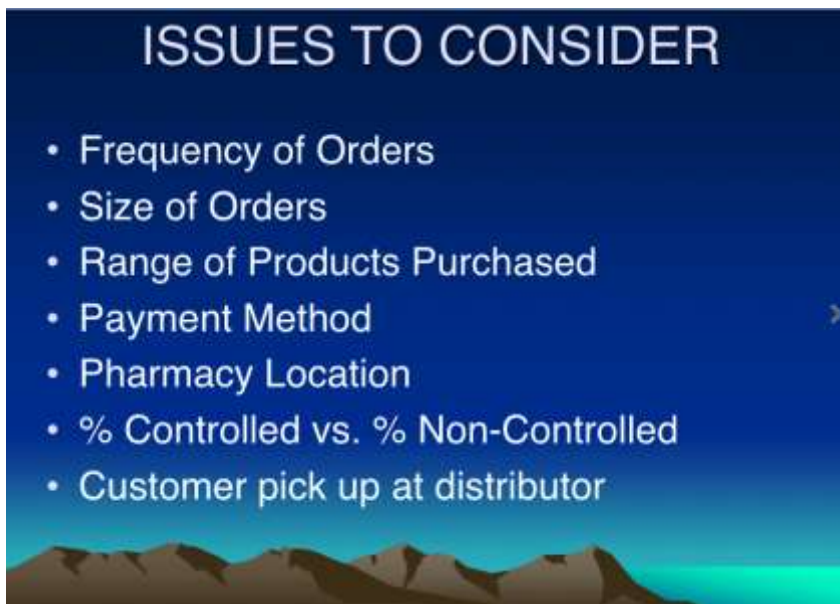 ISSUES TO CONSIDER
• Frequency of Orders
• Size of Orders
• Range of Products Purchased
• Payment Method
• Pharmacy Location
• % Controlled vs. % Non-Controlled
• Customer pick up at distributor